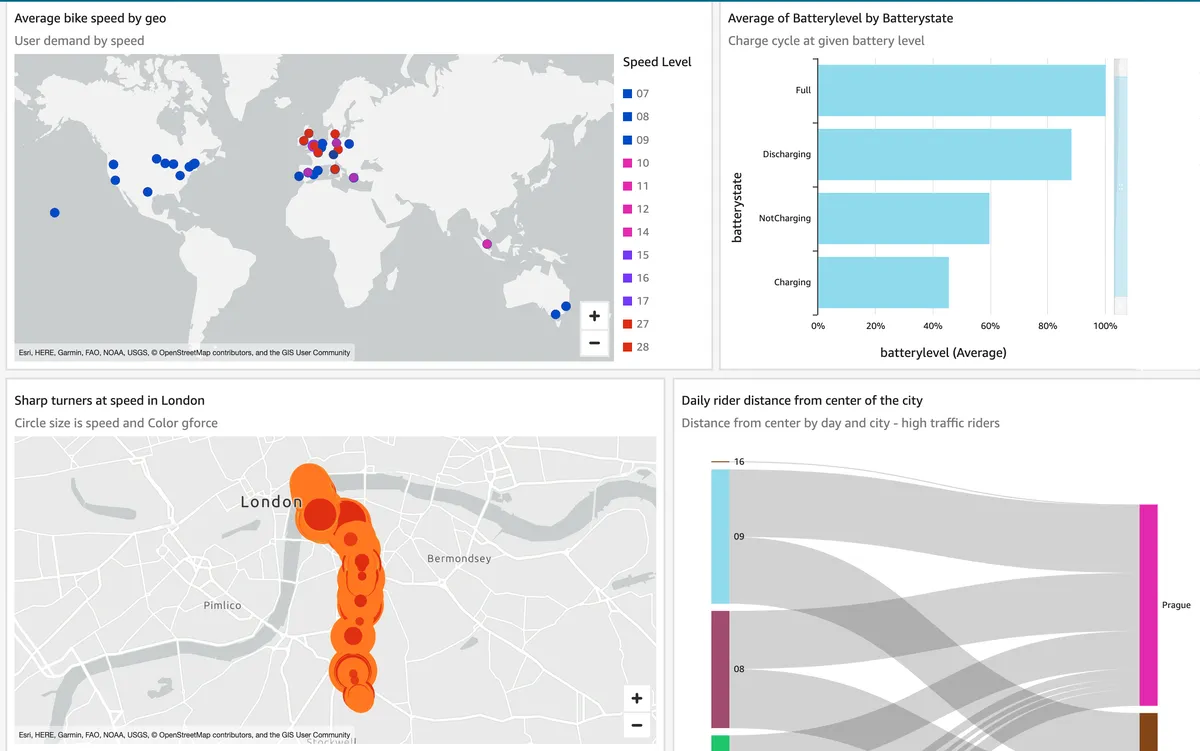 Average bike speed by geo
User demand by speed
Speed Level
07
08
09
10
11
12
14
15
16
17
27
28
+
−
Esri, HERE, Garmin, FAO, NOAA, USGS, © OpenStreetMap contributors, and the GIS User Community
Average of Batterylevel by Batterystate
Charge cycle at given battery level
batterystate
Full
Discharging
NotCharging
Charging
0% 20% 40% 60% 80% 100%
batterylevel (Average)
Sharp turners at speed in London
Circle size is speed and Color gforce
London
Bermondsey
Pimlico
Stockwell
+
−
Esri, HERE, Garmin, FAO, NOAA, USGS, © OpenStreetMap contributors, and the GIS User Community
Daily rider distance from center of the city
Distance from center by day and city - high traffic riders
16
09
Prague
08